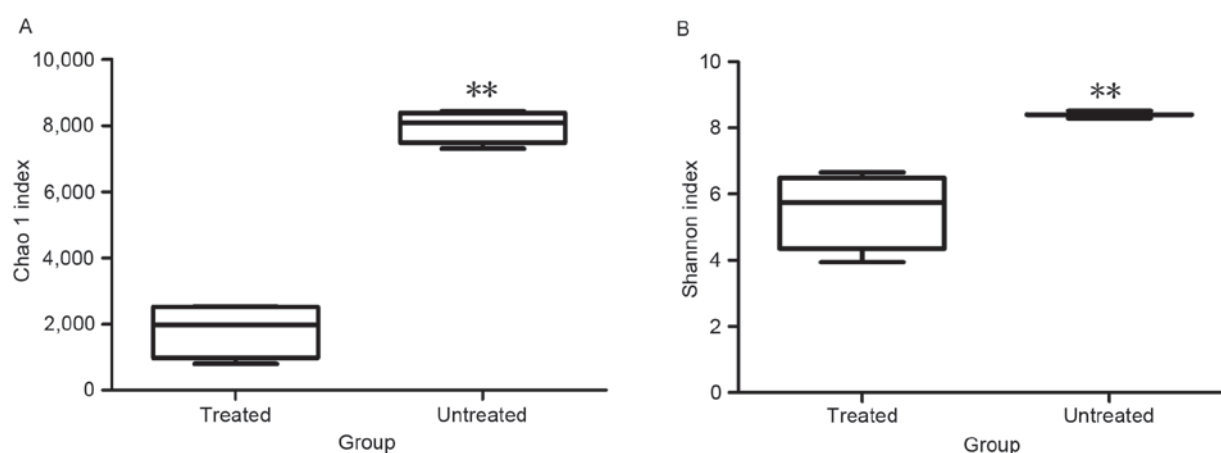 A
10,000
8,000
6,000
4,000
2,000
0
Chao 1 index
**
Treated
Untreated
Group
B
10
8
6
4
2
0
Shannon index
**
Treated
Untreated
Group